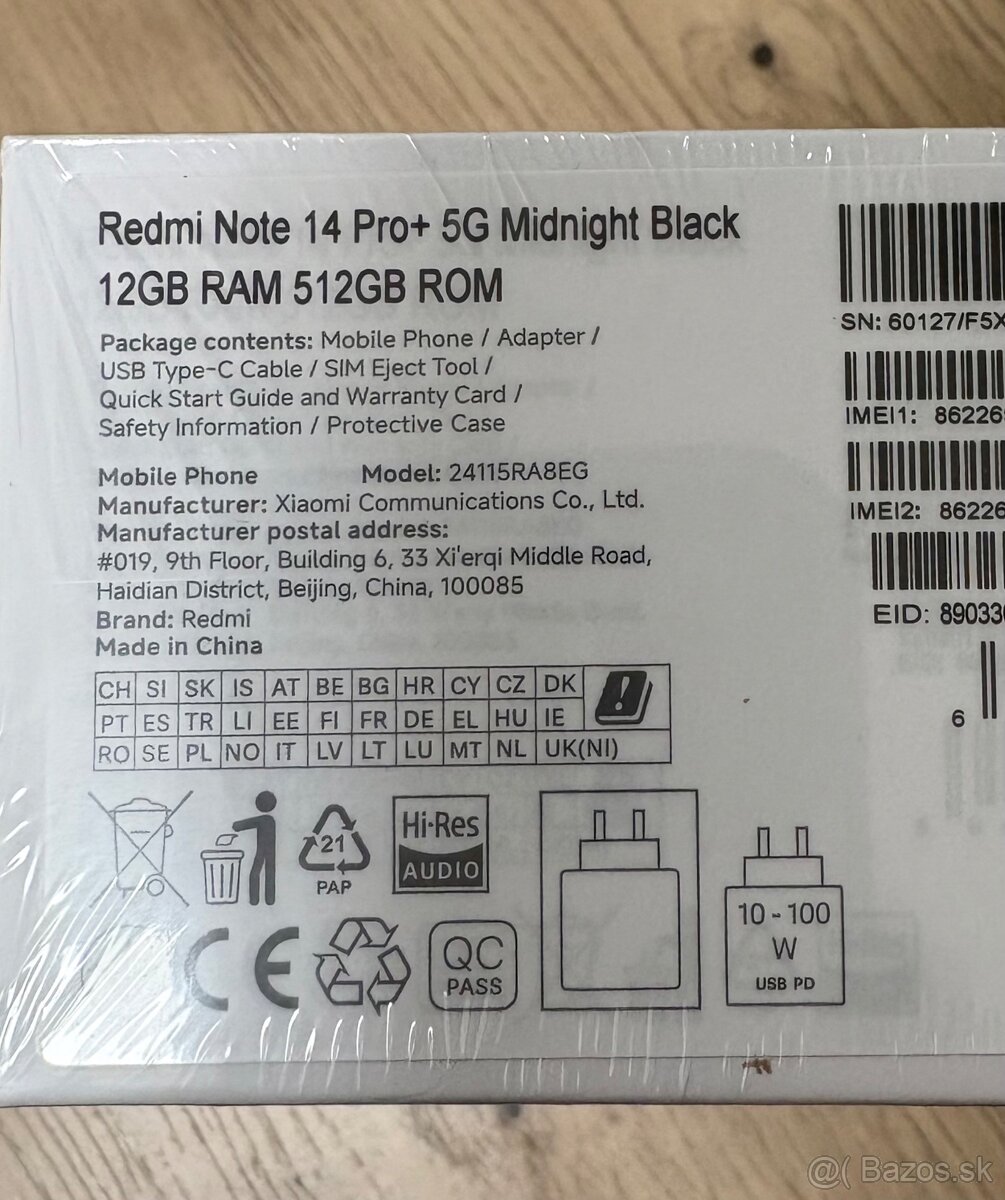 Redmi Note 14 Pro+ 5G Midnight Black
12GB RAM 512GB ROM
Package contents: Mobile Phone / Adapter /
USB Type-C Cable / SIM Eject Tool /
Quick Start Guide and Warranty Card /
Safety Information / Protective Case
Mobile Phone Model: 24115RA8EG
Manufacturer: Xiaomi Communications Co., Ltd.
Manufacturer postal address:
#019, 9th Floor, Building 6, 33 Xi'erqi Middle Road,
Haidian District, Beijing, China, 100085
Brand: Redmi
Made in China
CH SI SK IS AT BE BG HR CY CZ DK
PT ES TR LI EE FI FR DE EL HU IE
RO SE PL NO IT LV LT LU MT NL UK(NI)
21
PAP
Hi-Res
AUDIO
CE
QC
PASS
10 - 100
W
USB PD
SN: 60127/F5X
IMEI1: 86226
IMEI2: 86226
EID: 89033
6
@( Bazos.sk